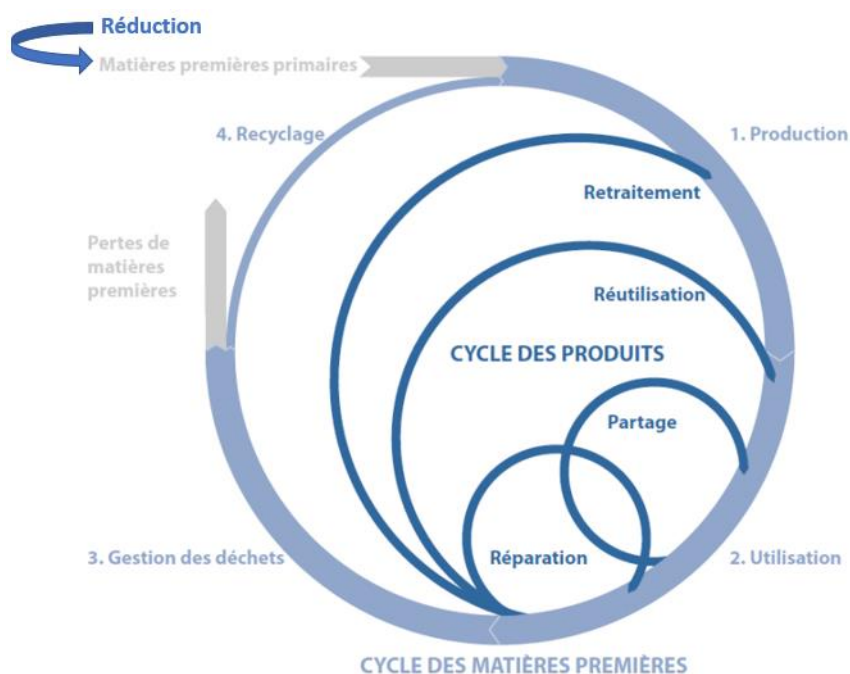 Réduction
Matières premières primaires
4. Recyclage
1. Production
Retraitement
Pertes de
matières
premières
Réutilisation
CYCLE DES PRODUITS
Partage
3. Gestion des déchets
Réparation
2. Utilisation
CYCLE DES MATIÈRES PREMIÈRES